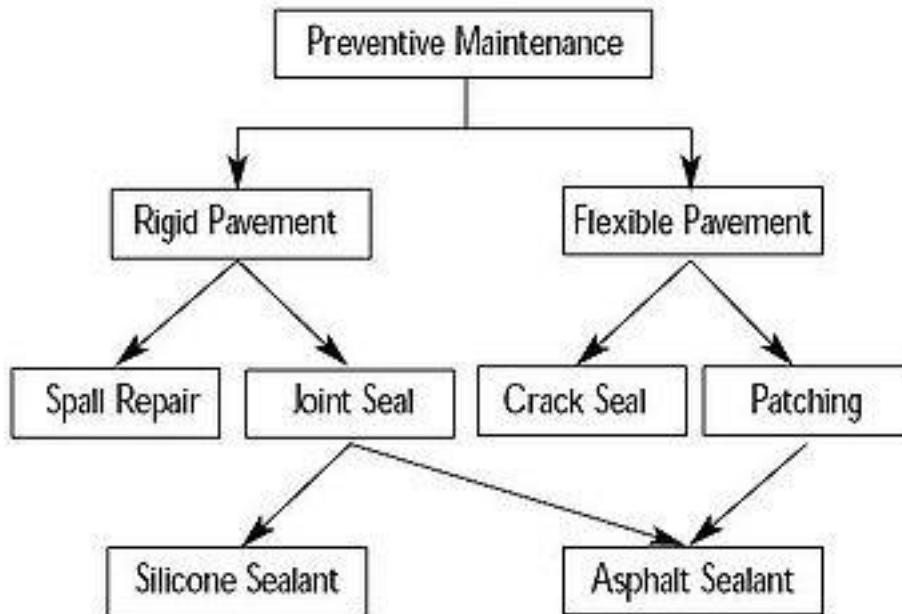 Preventive Maintenance
Rigid Pavement
Flexible Pavement
Spall Repair
Joint Seal
Crack Seal
Patching
Silicone Sealant
Asphalt Sealant